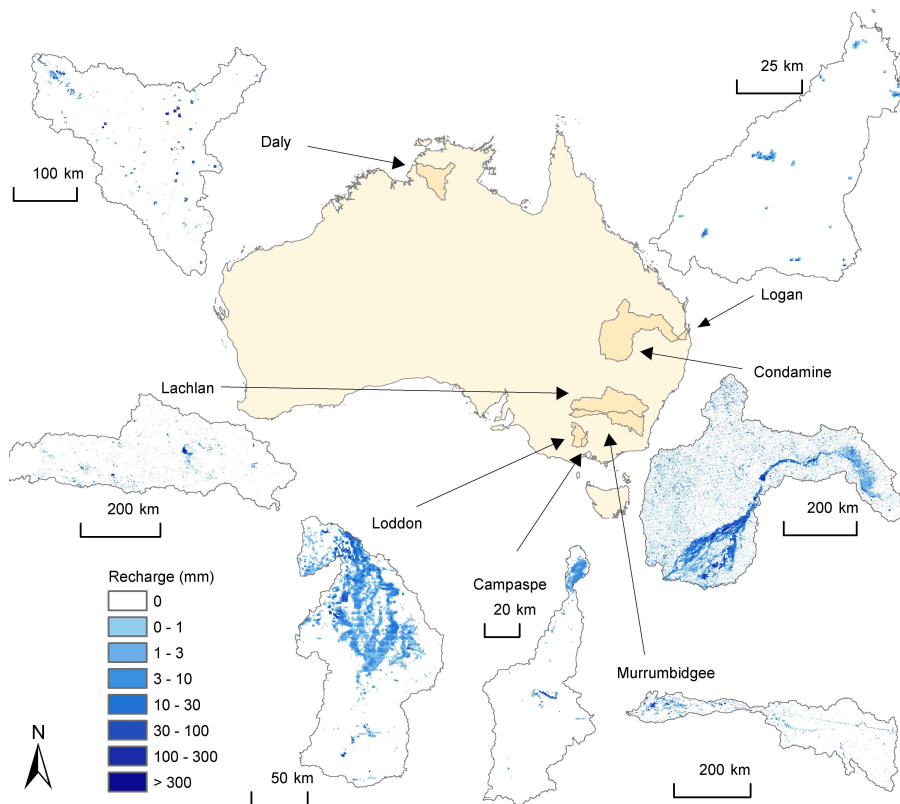 25 km
Daly
100 km
Logan
Condamine
Lachlan
200 km
Loddon
200 km
Recharge (mm)
0
0 - 1
1 - 3
3 - 10
10 - 30
30 - 100
100 - 300
> 300
Campaspe
20 km
Murrumbidgee
N
50 km
200 km